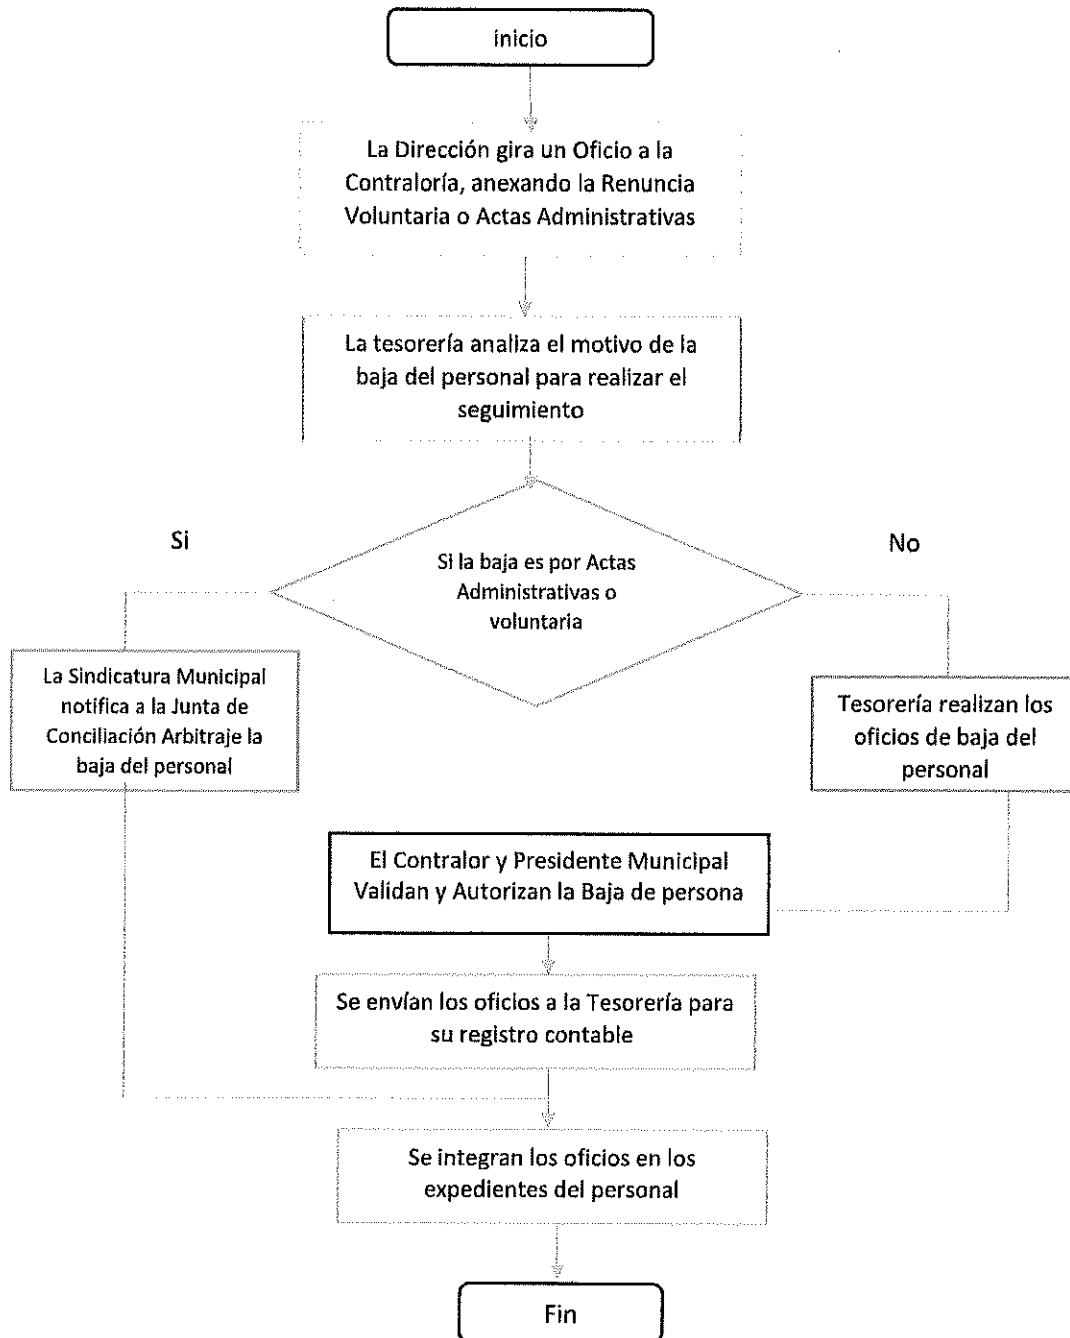 inicio
La Dirección gira un Oficio a la
Contraloría, anexando la Renuncia
Voluntaria o Actas Administrativas
La tesorería analiza el motivo de la
baja del personal para realizar el
seguimiento
Si
No
Si la baja es por Actas
Administrativas o
voluntaria
La Sindicatura Municipal
notifica a la Junta de
Conciliación Arbitraje la
baja del personal
Tesorería realizan los
oficios de baja del
personal
El Contralor y Presidente Municipal
Validan y Autorizan la Baja de persona
Se envían los oficios a la Tesorería para
su registro contable
Se integran los oficios en los
expedientes del personal
Fin